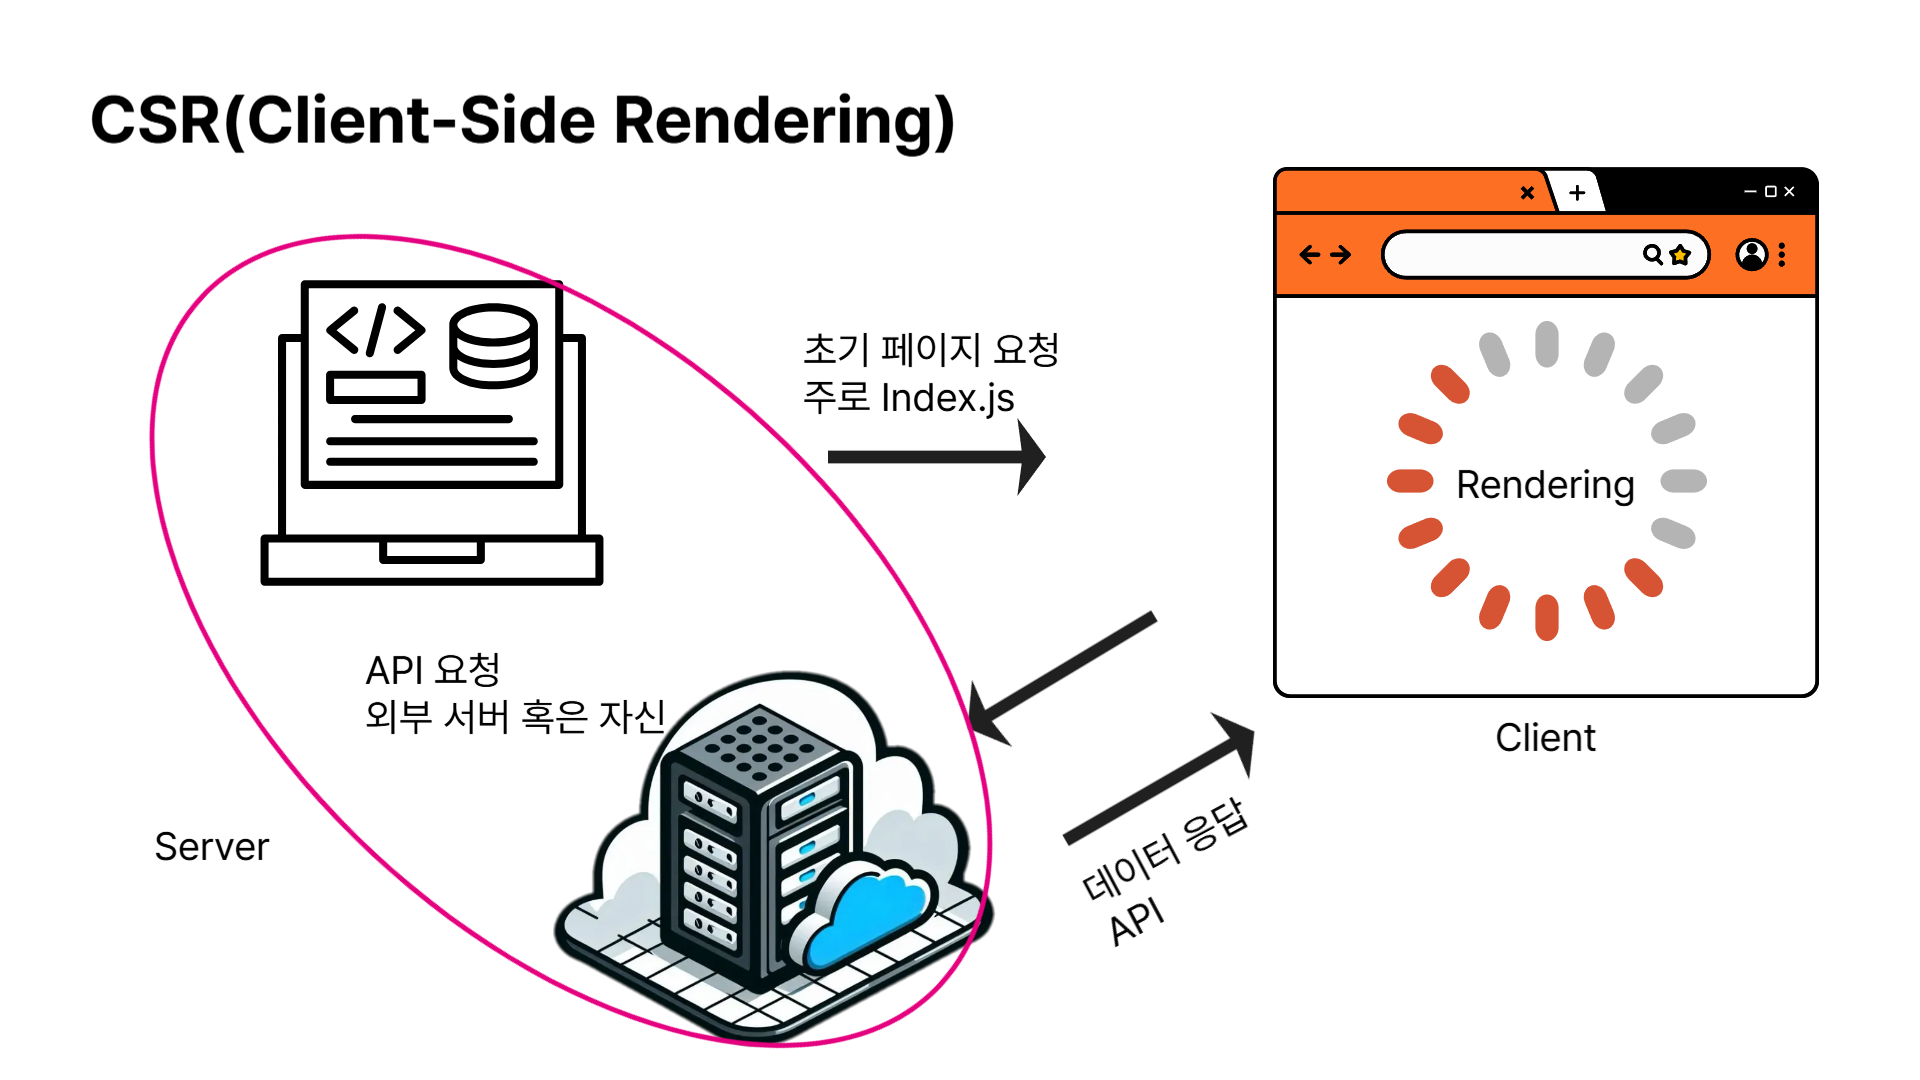 CSR(Client-Side Rendering)
초기 페이지 요청
주로 Index.js
Rendering
Client
API 요청
외부 서버 혹은 자신
Server
데이터 응답
API